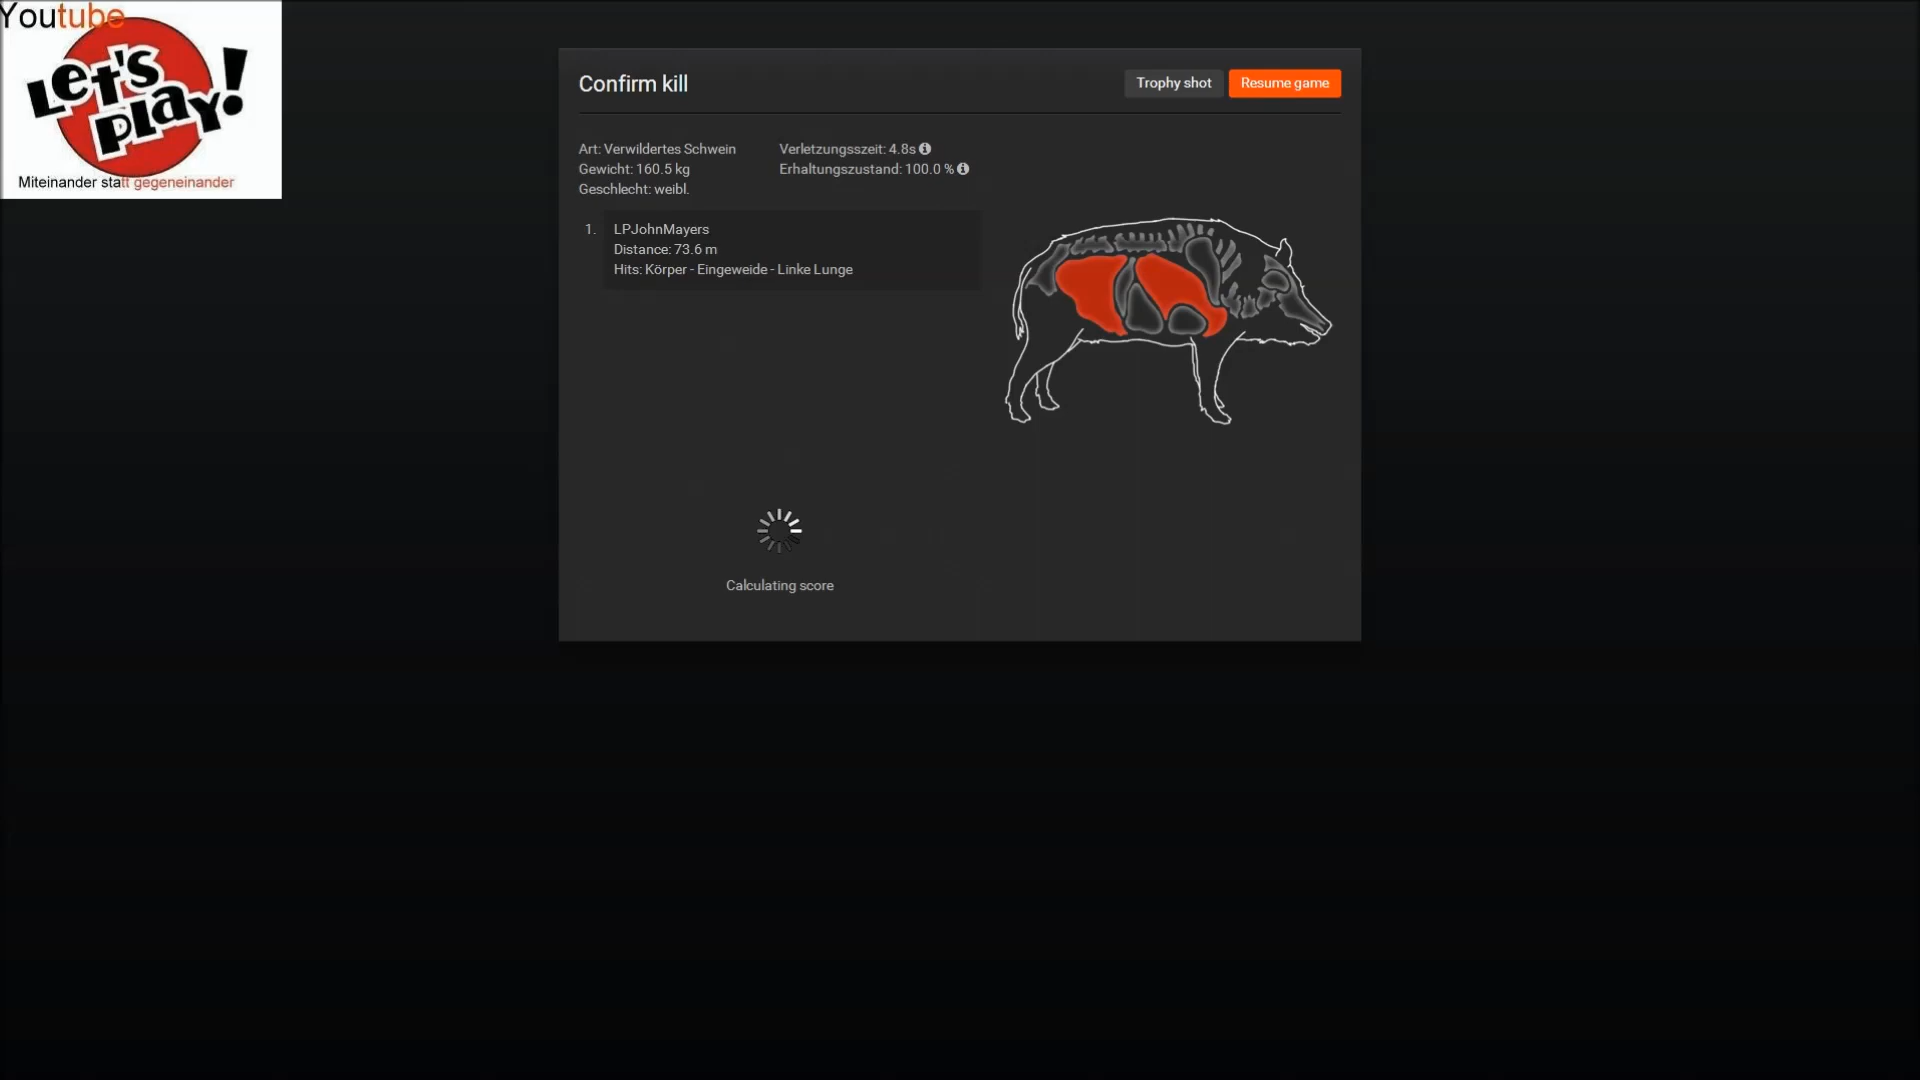 Youtube
Let's
play!
Miteinander statt gegeneinander
Confirm kill
Trophy shot
Resume game
Art: Verwildertes Schwein
Gewicht: 160.5 kg
Geschlecht: weibl.
Verletzungsszeit: 4.8s
Erhaltungszustand: 100.0 %
1.
LPJohnMayers
Distance: 73.6 m
Hits: Körper - Eingeweide - Linke Lunge
Calculating score